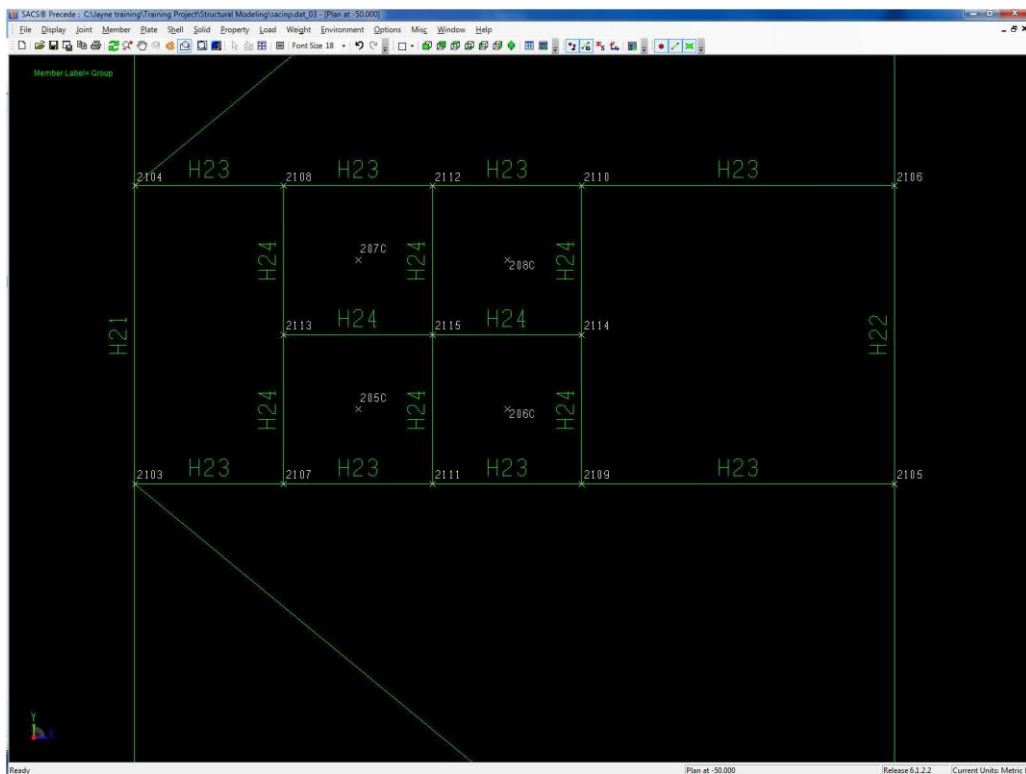 SACS® Precede : C:\Jayne training\Training Project\Structural Modeling\sacinp.dat_03 - [Plan at -50.000]
File Display Joint Member Plate Shell Solid Property Load Weight Environment Options Misc Window Help
Font Size 18
Member Label= Group
2104 H23 2108 H23 2112 H23 2110 H23 2106
H24 207C H24 208C H24
H21 2113 H24 2115 H24 2114 H22
H24 205C H24 206C H24
2103 H23 2107 H23 2111 H23 2109 H23 2105
Y
X
Ready Plan at -50.000 Release 6.1.2.2 Current Units: Metric